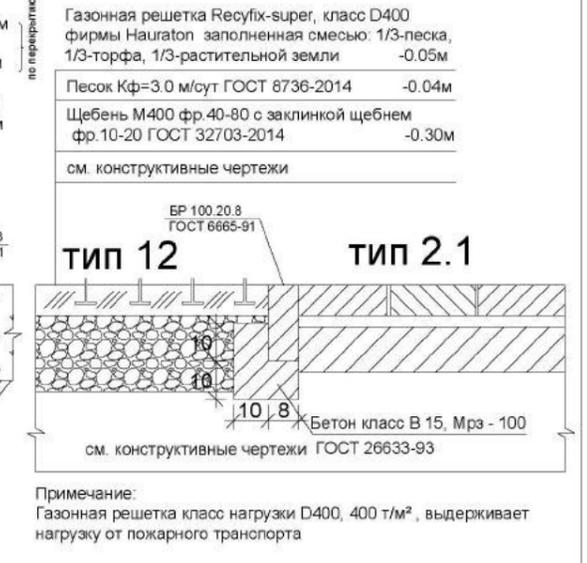 по перекрытию
Газонная решетка Recyfix-super, класс D400
фирмы Hauraton заполненная смесью: 1/3-песка,
1/3-торфа, 1/3-растительной земли -0.05м
Песок Кф=3.0 м/сут ГОСТ 8736-2014 -0.04м
Щебень М400 фр.40-80 с заклинкой щебнем
фр.10-20 ГОСТ 32703-2014 -0.30м
см. конструктивные чертежи
БР 100.20.8
ГОСТ 6665-91
тип 12
тип 2.1
10
10
10 8
Бетон класс В 15, Мрз - 100
см. конструктивные чертежи ГОСТ 26633-93
Примечание:
Газонная решетка класс нагрузки D400, 400 т/м² , выдерживает
нагрузку от пожарного транспорта